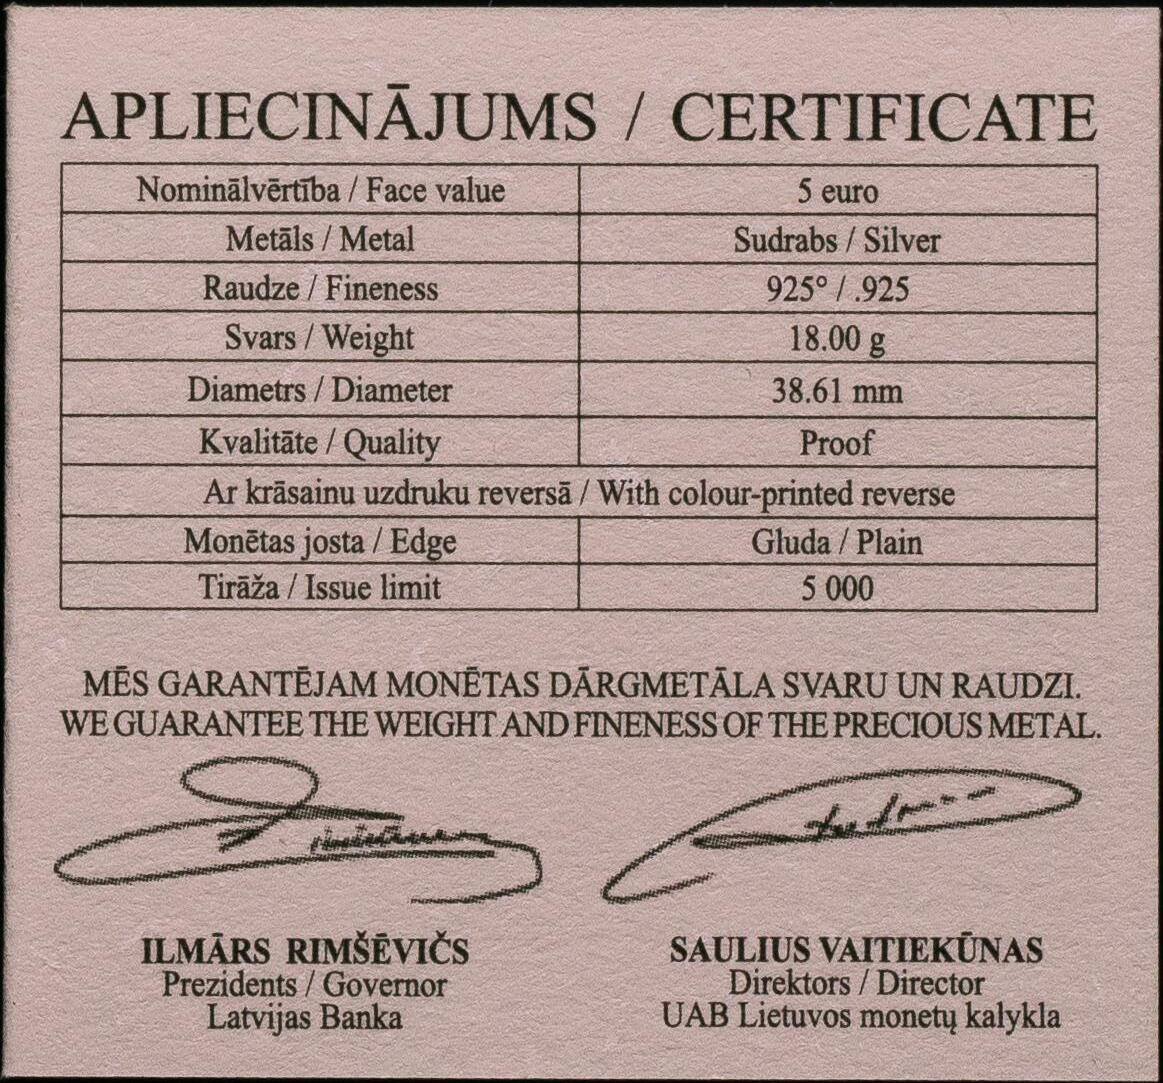 APLIECINĀJUMS / CERTIFICATE
Nominālvērtība / Face value 5 euro
Metāls / Metal Sudrabs / Silver
Raudze / Fineness 925° / .925
Svars / Weight 18.00 g
Diametrs / Diameter 38.61 mm
Kvalitāte / Quality Proof
Ar krāsainu uzdruku reversā / With colour-printed reverse
Monētas josta / Edge Gluda / Plain
Tirāža / Issue limit 5 000
MĒS GARANTĒJAM MONĒTAS DĀRGMETĀLA SVARU UN RAUDZI.
WE GUARANTEE THE WEIGHT AND FINENESS OF THE PRECIOUS METAL.
ILMĀRS RIMŠĒVIČS
Prezidents / Governor
Latvijas Banka
SAULIUS VAITIEKŪNAS
Direktors / Director
UAB Lietuvos monetų kalykla